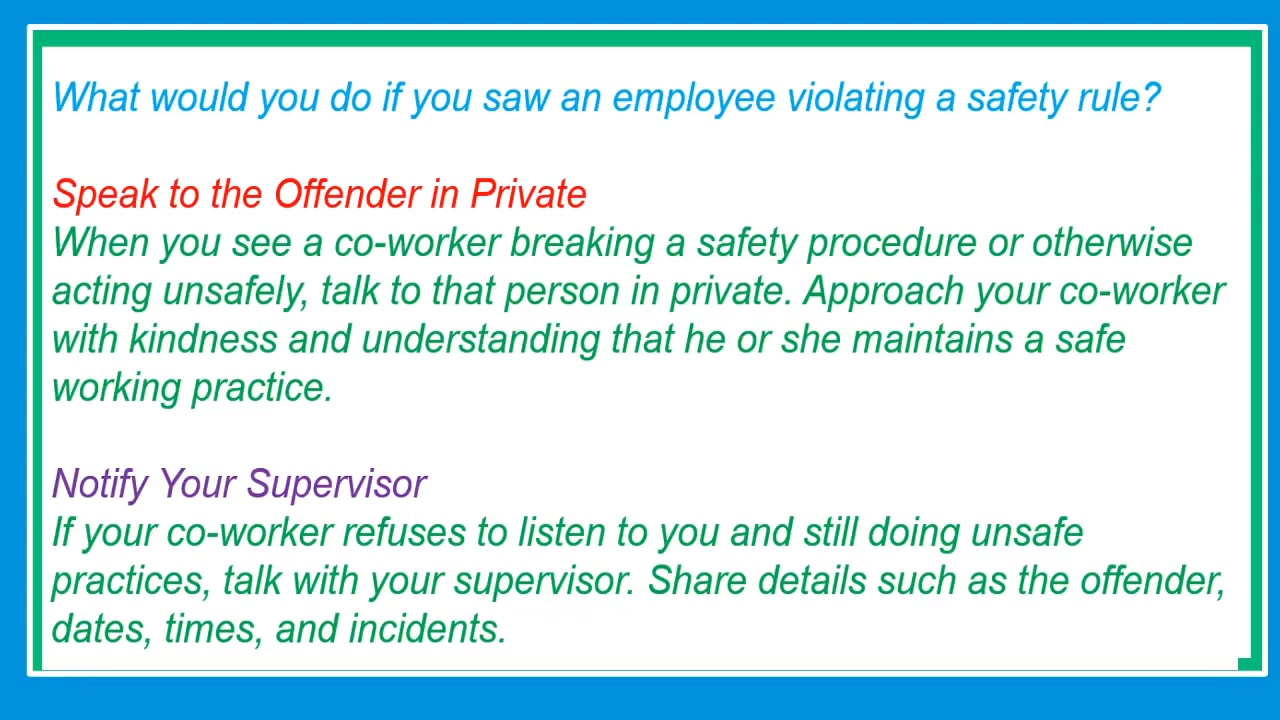 What would you do if you saw an employee violating a safety rule?
Speak to the Offender in Private
When you see a co-worker breaking a safety procedure or otherwise
acting unsafely, talk to that person in private. Approach your co-worker
with kindness and understanding that he or she maintains a safe
working practice.
Notify Your Supervisor
If your co-worker refuses to listen to you and still doing unsafe
practices, talk with your supervisor. Share details such as the offender,
dates, times, and incidents.